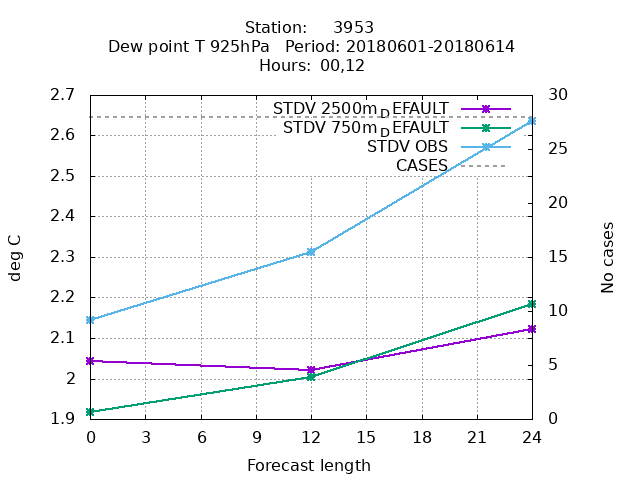 Station: 3953
Dew point T 925hPa Period: 20180601-20180614
Hours: 00,12
2.7
2.6
2.5
2.4
2.3
2.2
2.1
2
1.9
deg C
STDV 2500m_DEFAULT
STDV 750m_DEFAULT
STDV OBS
CASES
30
25
20
15
10
5
0
No cases
0 3 6 9 12 15 18 21 24
Forecast length